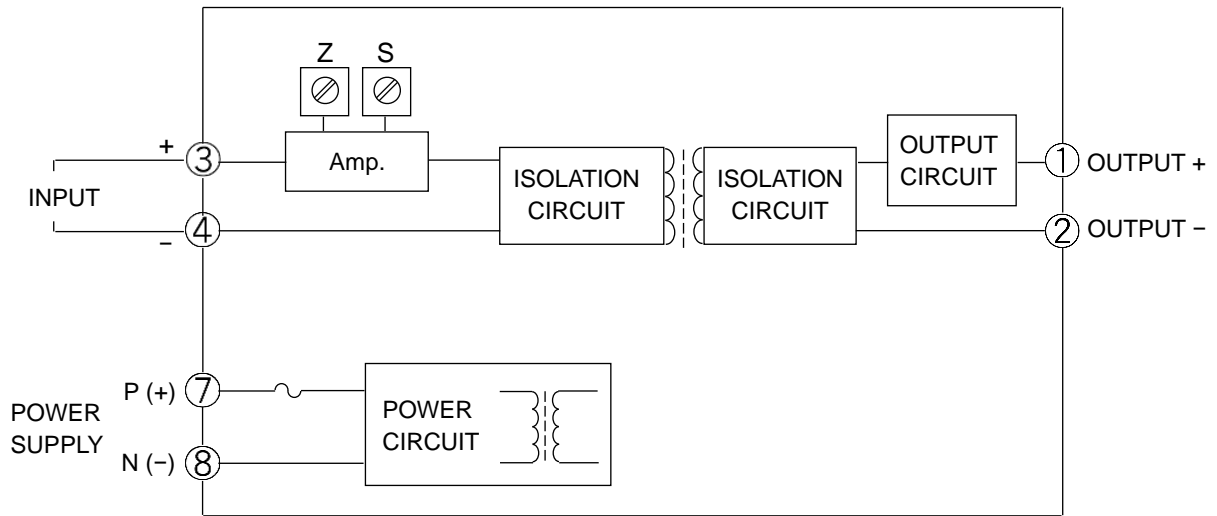 Z
S
+
3
Amp.
ISOLATION
CIRCUIT
ISOLATION
CIRCUIT
OUTPUT
CIRCUIT
1
OUTPUT +
INPUT
−
4
2
OUTPUT −
P (+)
7
POWER
SUPPLY
N (−)
8
POWER
CIRCUIT